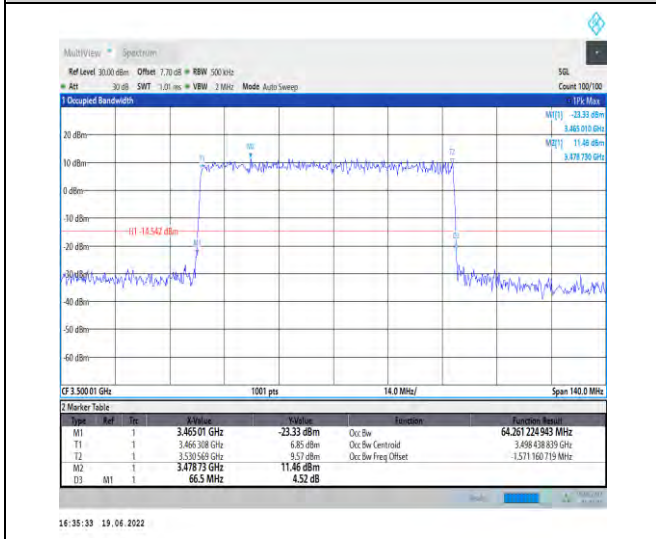 MultiView Spectrum
Ref Level 30.00 dBm Offset 7.70 dB RBW 500 kHz SGL
Att 30 dB SWT 1.01 ms VBW 2 MHz Mode Auto Sweep Count 100/100
1 Occupied Bandwidth 1Pk Max
M1[1] -23.33 dBm
3.465 010 GHz
M2[1] 11.46 dBm
3.478 730 GHz
20 dBm
M2
T1
T2
10 dBm
0 dBm
-10 dBm
H1 -14.542 dBm
D3
M1
-20 dBm
-30 dBm
-40 dBm
-50 dBm
-60 dBm
CF 3.500 01 GHz 1001 pts 14.0 MHz/ Span 140.0 MHz
2 Marker Table
Type Ref Trc X-Value Y-Value Function Function Result
M1 1 3.465 01 GHz -23.33 dBm Occ Bw 64.261 224 943 MHz
T1 1 3.466 308 GHz 6.85 dBm Occ Bw Centroid 3.498 438 839 GHz
T2 1 3.530 569 GHz 9.57 dBm Occ Bw Freq Offset -1.571 160 719 MHz
M2 1 3.478 73 GHz 11.46 dBm
D3 M1 1 66.5 MHz 4.52 dB
16:35:33 19.06.2022